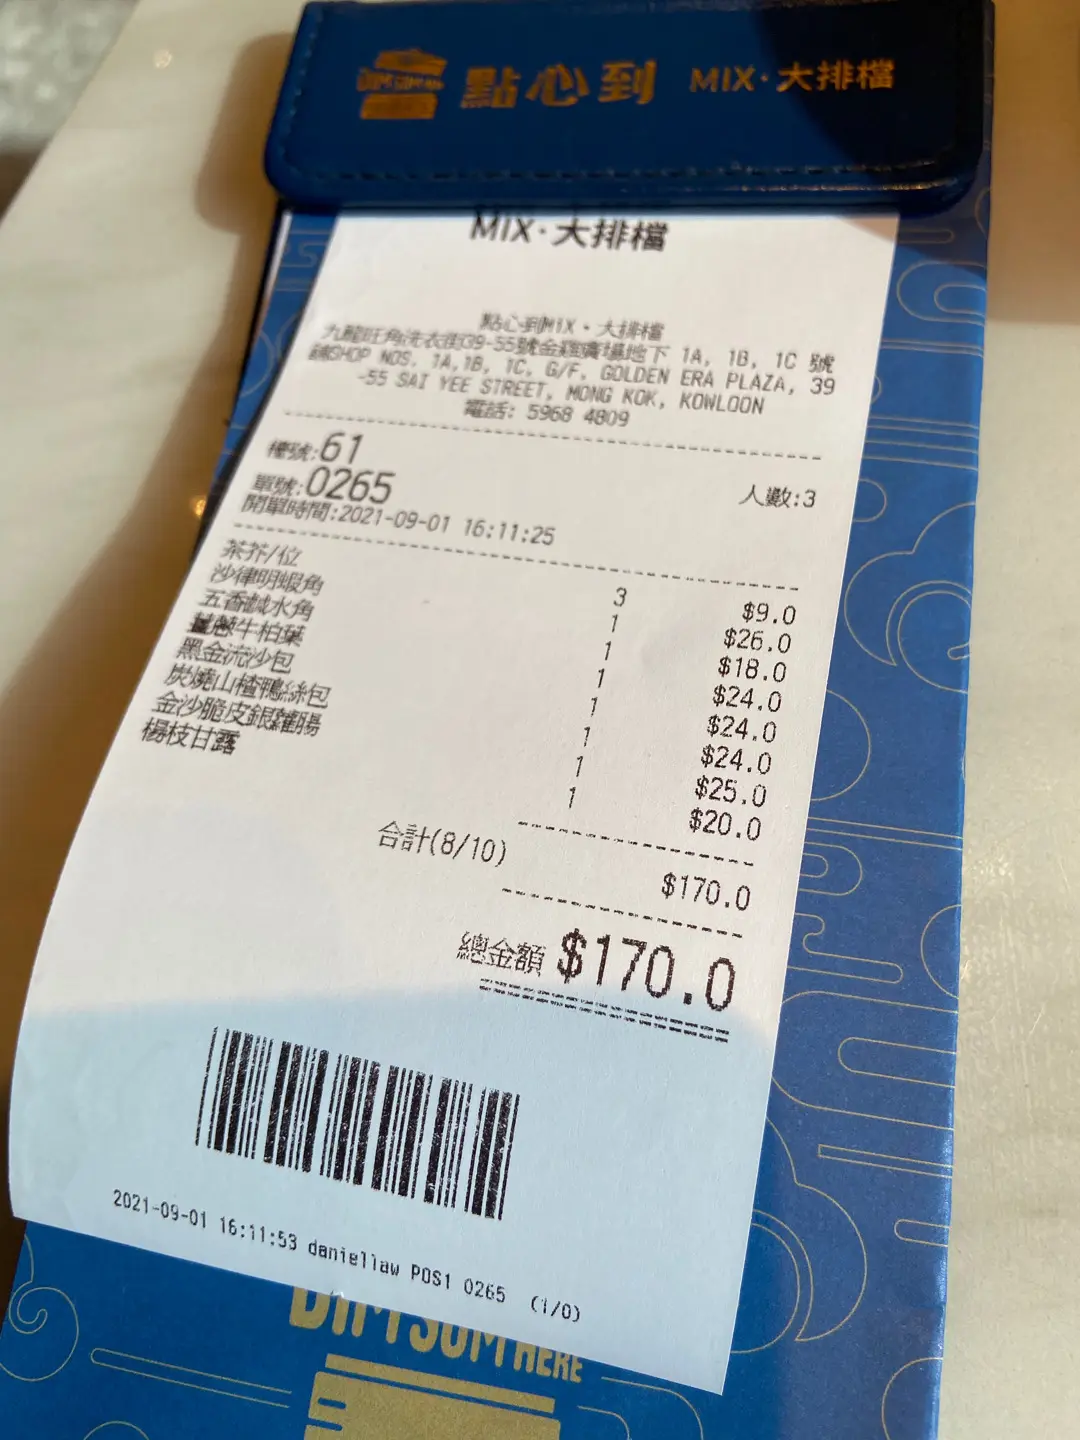 DIMSUM HERE 點心到 MIX·大排檔
MIX·大排檔
點心到MIX·大排檔
九龍旺角洗衣街39-55號金雞廣場地下 1A, 1B, 1C 號
舖SHOP NOS. 1A,1B, 1C, G/F, GOLDEN ERA PLAZA, 39
-55 SAI YEE STREET, MONG KOK, KOWLOON
電話: 5968 4809
檯號:61
單號:0265 人數:3
開單時間:2021-09-01 16:11:25
茶芥/位 3 $9.0
沙律明蝦角 1 $26.0
五香鹹水角 1 $18.0
薑蔥牛柏葉 1 $24.0
黑金流沙包 1 $24.0
炭燒山楂鴨絲包 1 $24.0
金沙脆皮銀蘿腸 1 $25.0
楊枝甘露 1 $20.0
合計(8/10) $170.0
總金額 $170.0
2021-09-01 16:11:53 daniellaw POS1 0265 (1/0)
DIMSUM HERE